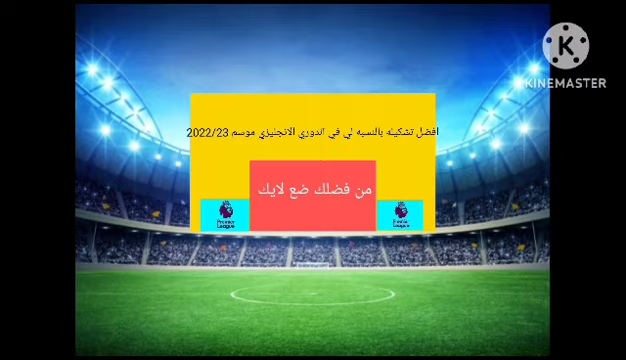 KINEMASTER
افضل تشكيله بالنسبه لي في الدوري الانجليزي موسم 2022/23
من فضلك ضع لايك
Premier
League
Premier
League